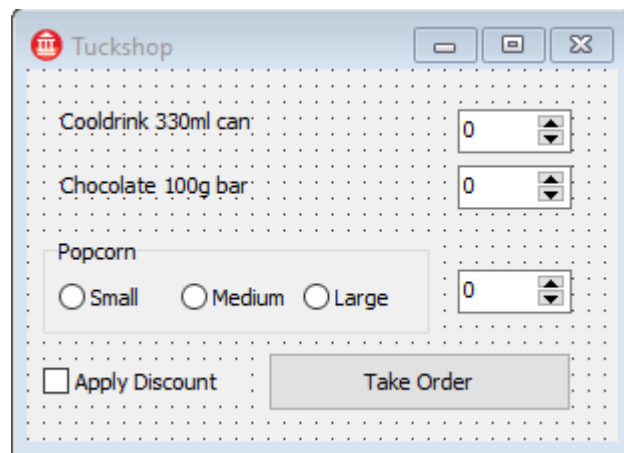 Tuckshop
Cooldrink 330ml can 0
Chocolate 100g bar 0
Popcorn
Small Medium Large 0
Apply Discount Take Order